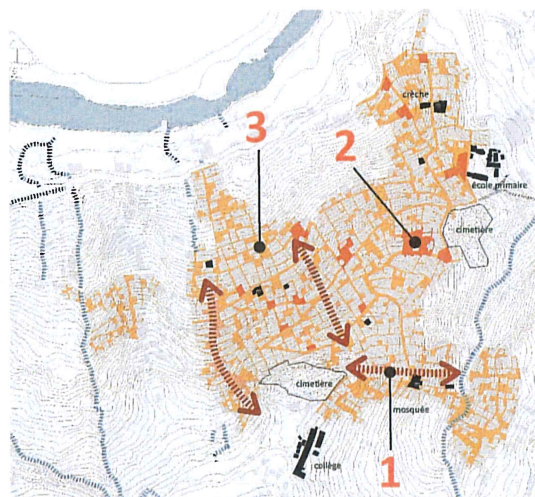 crèche
3
2
école primaire
cimetière
cimetière
mosquée
collège
1